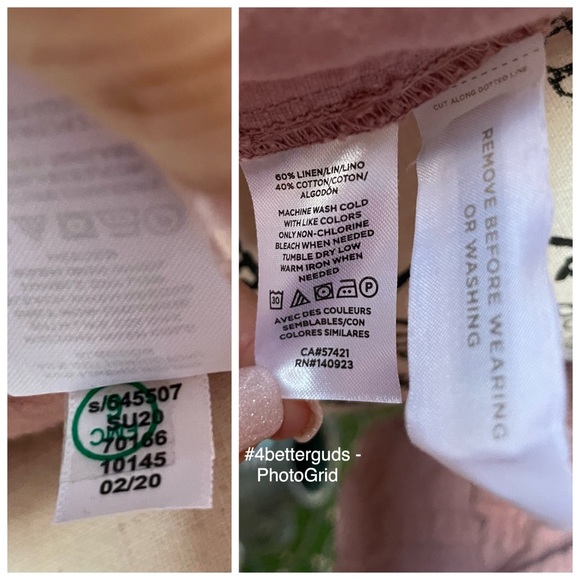 s/645507
SU20
70166
10145
02/20
60% LINEN/LIN/LINO
40% COTTON/COTON/
ALGODÓN
MACHINE WASH COLD
WITH LIKE COLORS
ONLY NON-CHLORINE
BLEACH WHEN NEEDED
TUMBLE DRY LOW
WARM IRON WHEN
NEEDED
30
P
AVEC DES COULEURS
SEMBLABLES/CON
COLORES SIMILARES
CA#57421
RN#140923
CUT ALONG DOTTED LINE
REMOVE BEFORE WEARING
OR WASHING
#4betterguds -
PhotoGrid